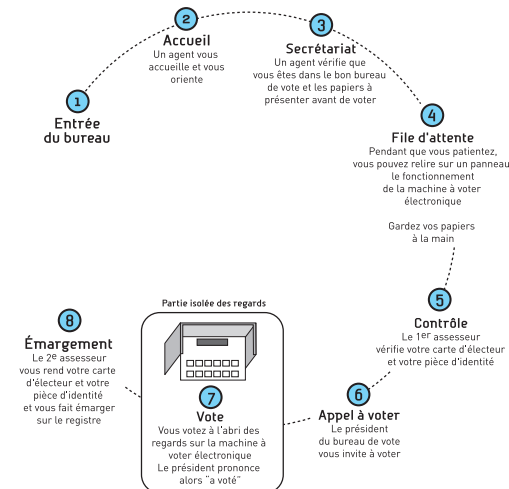 1
Entrée
du bureau
2
Accueil
Un agent vous
accueille et vous
oriente
3
Secrétariat
Un agent vérifie que
vous êtes dans le bon bureau
de vote et les papiers à
présenter avant de voter
4
File d'attente
Pendant que vous patientez,
vous pouvez relire sur un panneau
le fonctionnement
de la machine à voter
électronique
Gardez vos papiers
à la main
5
Contrôle
Le 1er assesseur
vérifie votre carte d'électeur
et votre pièce d'identité
6
Appel à voter
Le président
du bureau de vote
vous invite à voter
Partie isolée des regards
7
Vote
Vous votez à l'abri des
regards sur la machine à
voter électronique
Le président prononce
alors "a voté"
8
Émargement
Le 2e assesseur
vous rend votre carte
d'électeur et votre
pièce d'identité
et vous fait émarger
sur le registre